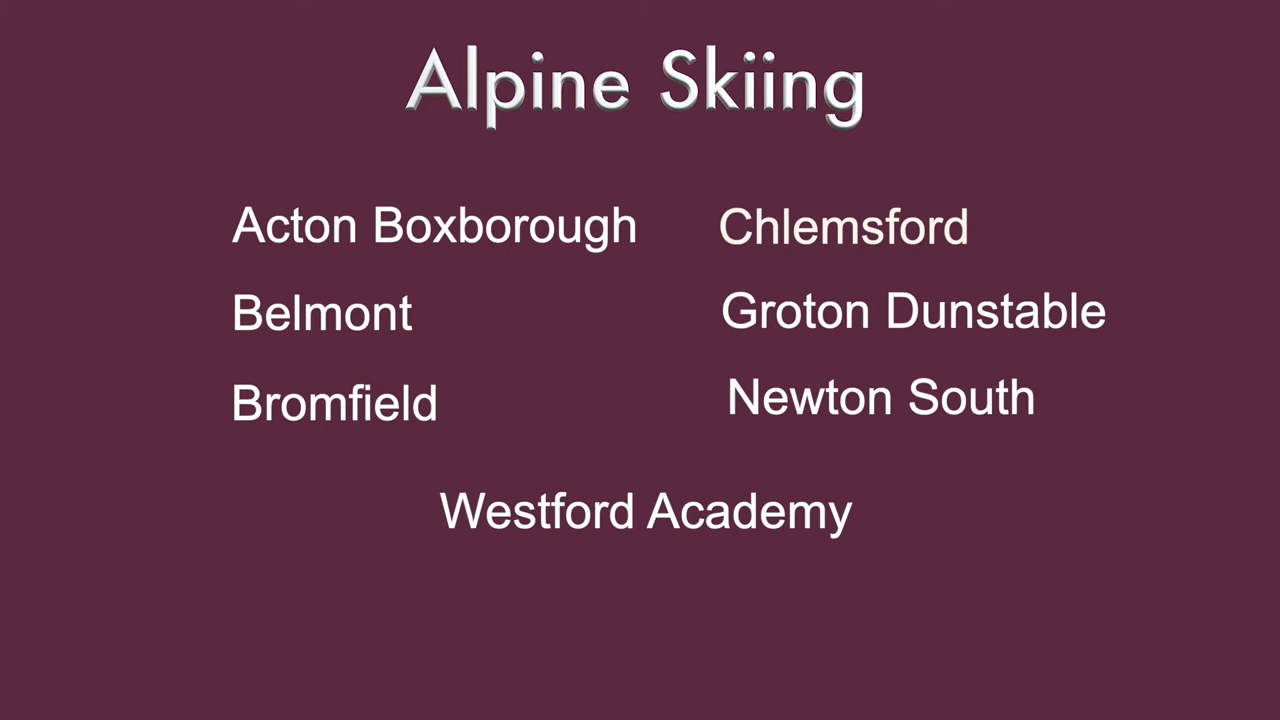 Alpine Skiing
Acton Boxborough
Chlemsford
Belmont
Groton Dunstable
Bromfield
Newton South
Westford Academy